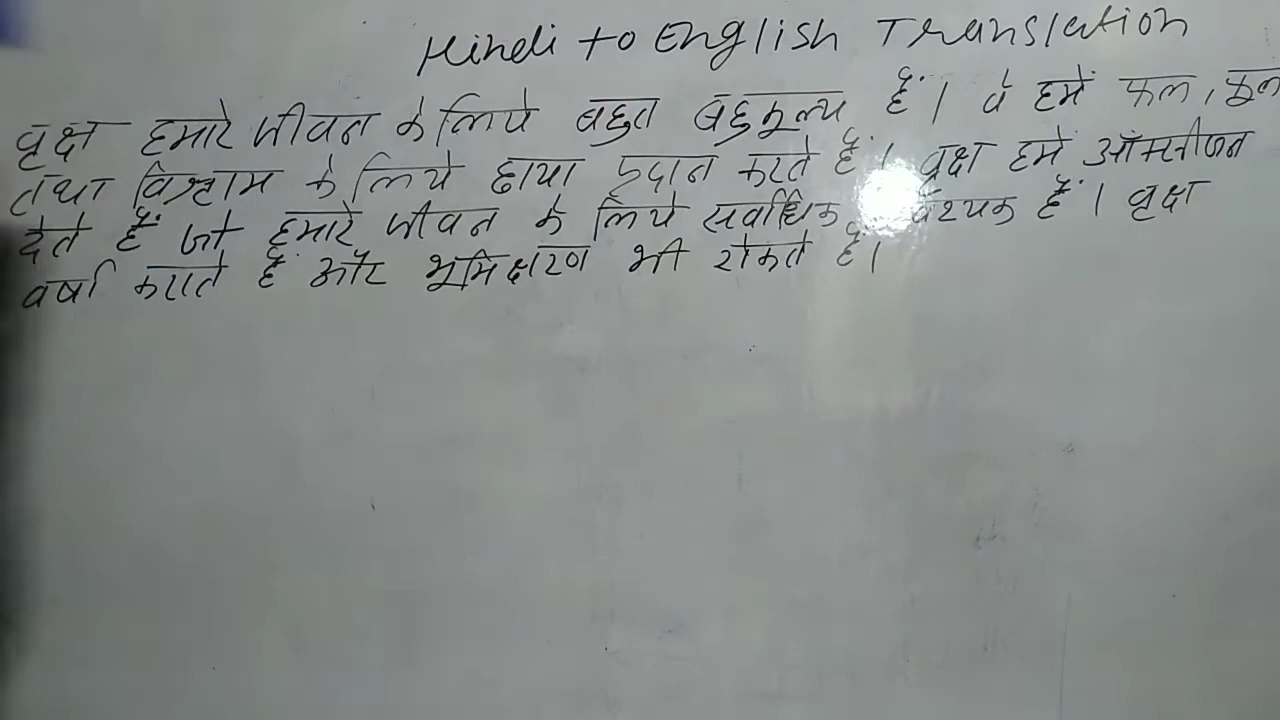 Hindi to English Translation
वृक्ष हमारे जीवन के लिये बहुत बहुमूल्य हैं। वे हमें फल, फूल
तथा विश्राम के लिये छाया प्रदान करते हैं। वृक्ष हमें ऑक्सीजन
देते हैं जो हमारे जीवन के लिये सर्वाधिक हैं। वृक्ष
वर्षा कराते हैं और भूमिक्षरण भी रोकते हैं।